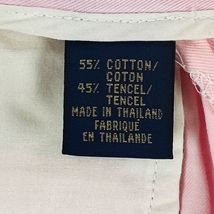 55% COTTON/
COTON
45% TENCEL/
TENCEL
MADE IN THAILAND
FABRIQUÉ
EN THAILANDE